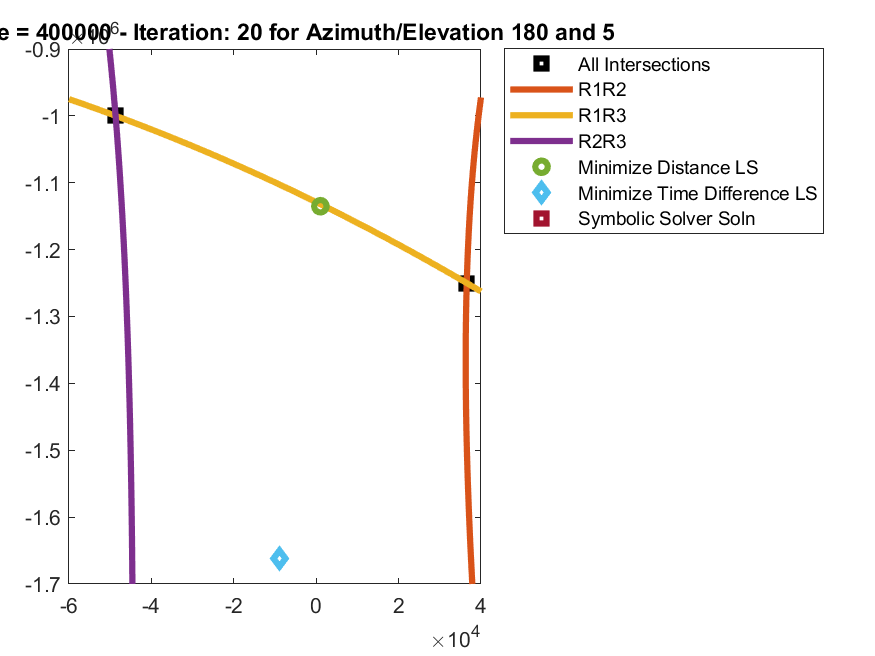 e = 400000 - Iteration: 20 for Azimuth/Elevation 180 and 5
×10^6
-0.9
-1
-1.1
-1.2
-1.3
-1.4
-1.5
-1.6
-1.7
-6
-4
-2
0
2
4
×10^4
All Intersections
R1R2
R1R3
R2R3
Minimize Distance LS
Minimize Time Difference LS
Symbolic Solver Soln